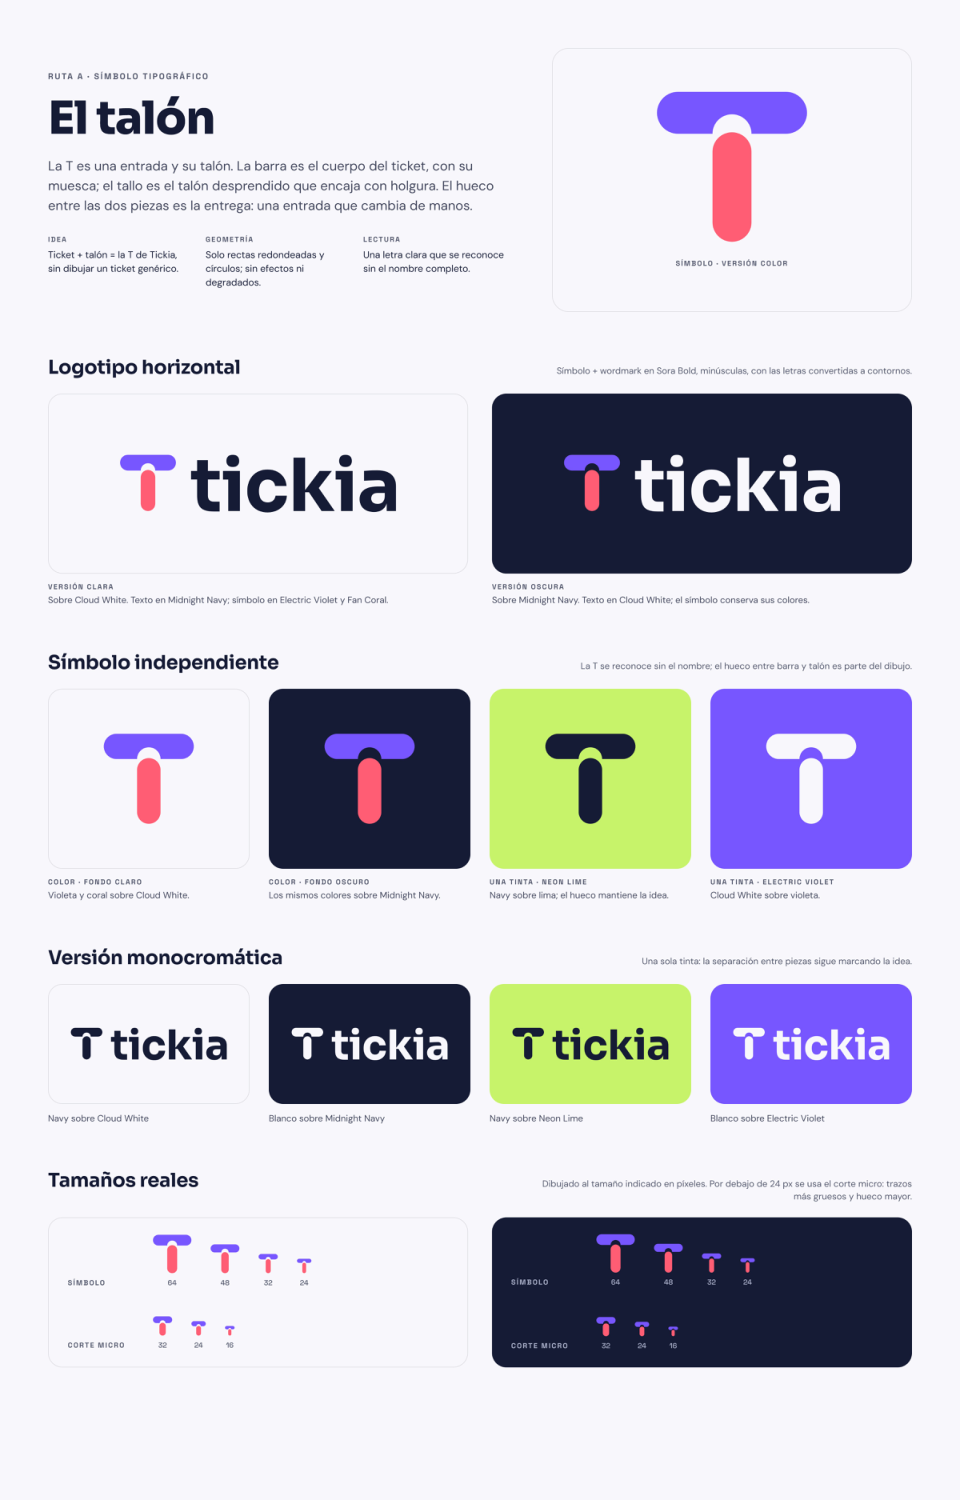 RUTA A · SÍMBOLO TIPOGRÁFICO
El talón
La T es una entrada y su talón. La barra es el cuerpo del ticket, con su
muesca; el tallo es el talón desprendido que encaja con holgura. El hueco
entre las dos piezas es la entrega: una entrada que cambia de manos.
IDEA
Ticket + talón = la T de Tickia,
sin dibujar un ticket genérico.
GEOMETRÍA
Solo rectas redondeadas y
círculos; sin efectos ni
degradados.
LECTURA
Una letra clara que se reconoce
sin el nombre completo.
SÍMBOLO · VERSIÓN COLOR
Logotipo horizontal
Símbolo + wordmark en Sora Bold, minúsculas, con las letras convertidas a contornos.
tickia
tickia
VERSIÓN CLARA
Sobre Cloud White. Texto en Midnight Navy; símbolo en Electric Violet y Fan Coral.
VERSIÓN OSCURA
Sobre Midnight Navy. Texto en Cloud White; el símbolo conserva sus colores.
Símbolo independiente
La T se reconoce sin el nombre; el hueco entre barra y talón es parte del dibujo.
COLOR · FONDO CLARO
Violeta y coral sobre Cloud White.
COLOR · FONDO OSCURO
Los mismos colores sobre Midnight Navy.
UNA TINTA · NEON LIME
Navy sobre lima; el hueco mantiene la idea.
UNA TINTA · ELECTRIC VIOLET
Cloud White sobre violeta.
Versión monocromática
Una sola tinta: la separación entre piezas sigue marcando la idea.
tickia
tickia
tickia
tickia
Navy sobre Cloud White
Blanco sobre Midnight Navy
Navy sobre Neon Lime
Blanco sobre Electric Violet
Tamaños reales
Dibujado al tamaño indicado en píxeles. Por debajo de 24 px se usa el corte micro: trazos
más gruesos y hueco mayor.
SÍMBOLO 64 48 32 24
CORTE MICRO 32 24 16
SÍMBOLO 64 48 32 24
CORTE MICRO 32 24 16